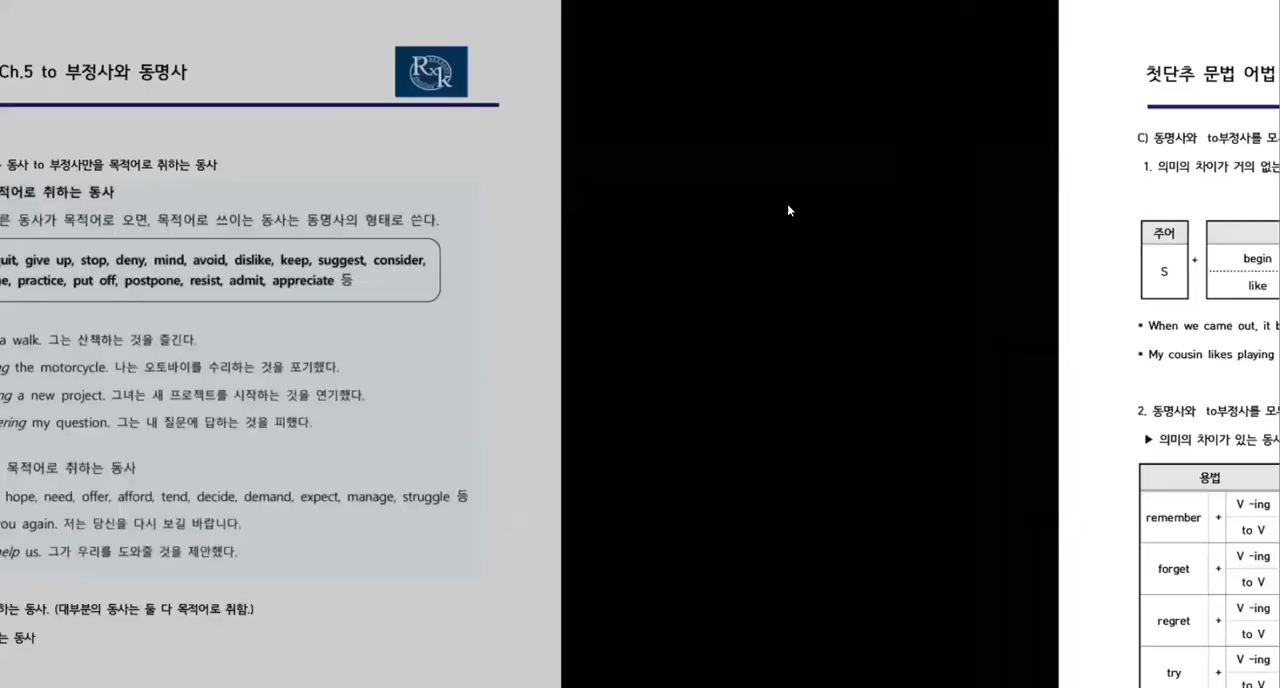 Ch.5 to 부정사와 동명사
동사 to 부정사만을 목적어로 취하는 동사
적어로 취하는 동사
른 동사가 목적어로 오면, 목적어로 쓰이는 동사는 동명사의 형태로 쓴다.
uit, give up, stop, deny, mind, avoid, dislike, keep, suggest, consider,
e, practice, put off, postpone, resist, admit, appreciate 등
a walk. 그는 산책하는 것을 즐긴다.
ng the motorcycle. 나는 오토바이를 수리하는 것을 포기했다.
ng a new project. 그녀는 새 프로젝트를 시작하는 것을 연기했다.
ering my question. 그는 내 질문에 답하는 것을 피했다.
목적어로 취하는 동사
hope, need, offer, afford, tend, decide, demand, expect, manage, struggle 등
ou again. 저는 당신을 다시 보길 바랍니다.
elp us. 그가 우리를 도와줄 것을 제안했다.
하는 동사. (대부분의 동사는 둘 다 목적어로 취함.)
는 동사
첫단추 문법 어법
C) 동명사와 to부정사를 모
1. 의미의 차이가 거의 없는
주어
S
+
begin
like
• When we came out, it b
• My cousin likes playing
2. 동명사와 to부정사를 모
▶ 의미의 차이가 있는 동사
용법
remember + V -ing
to V
forget + V -ing
to V
regret + V -ing
to V
try + V -ing
to V